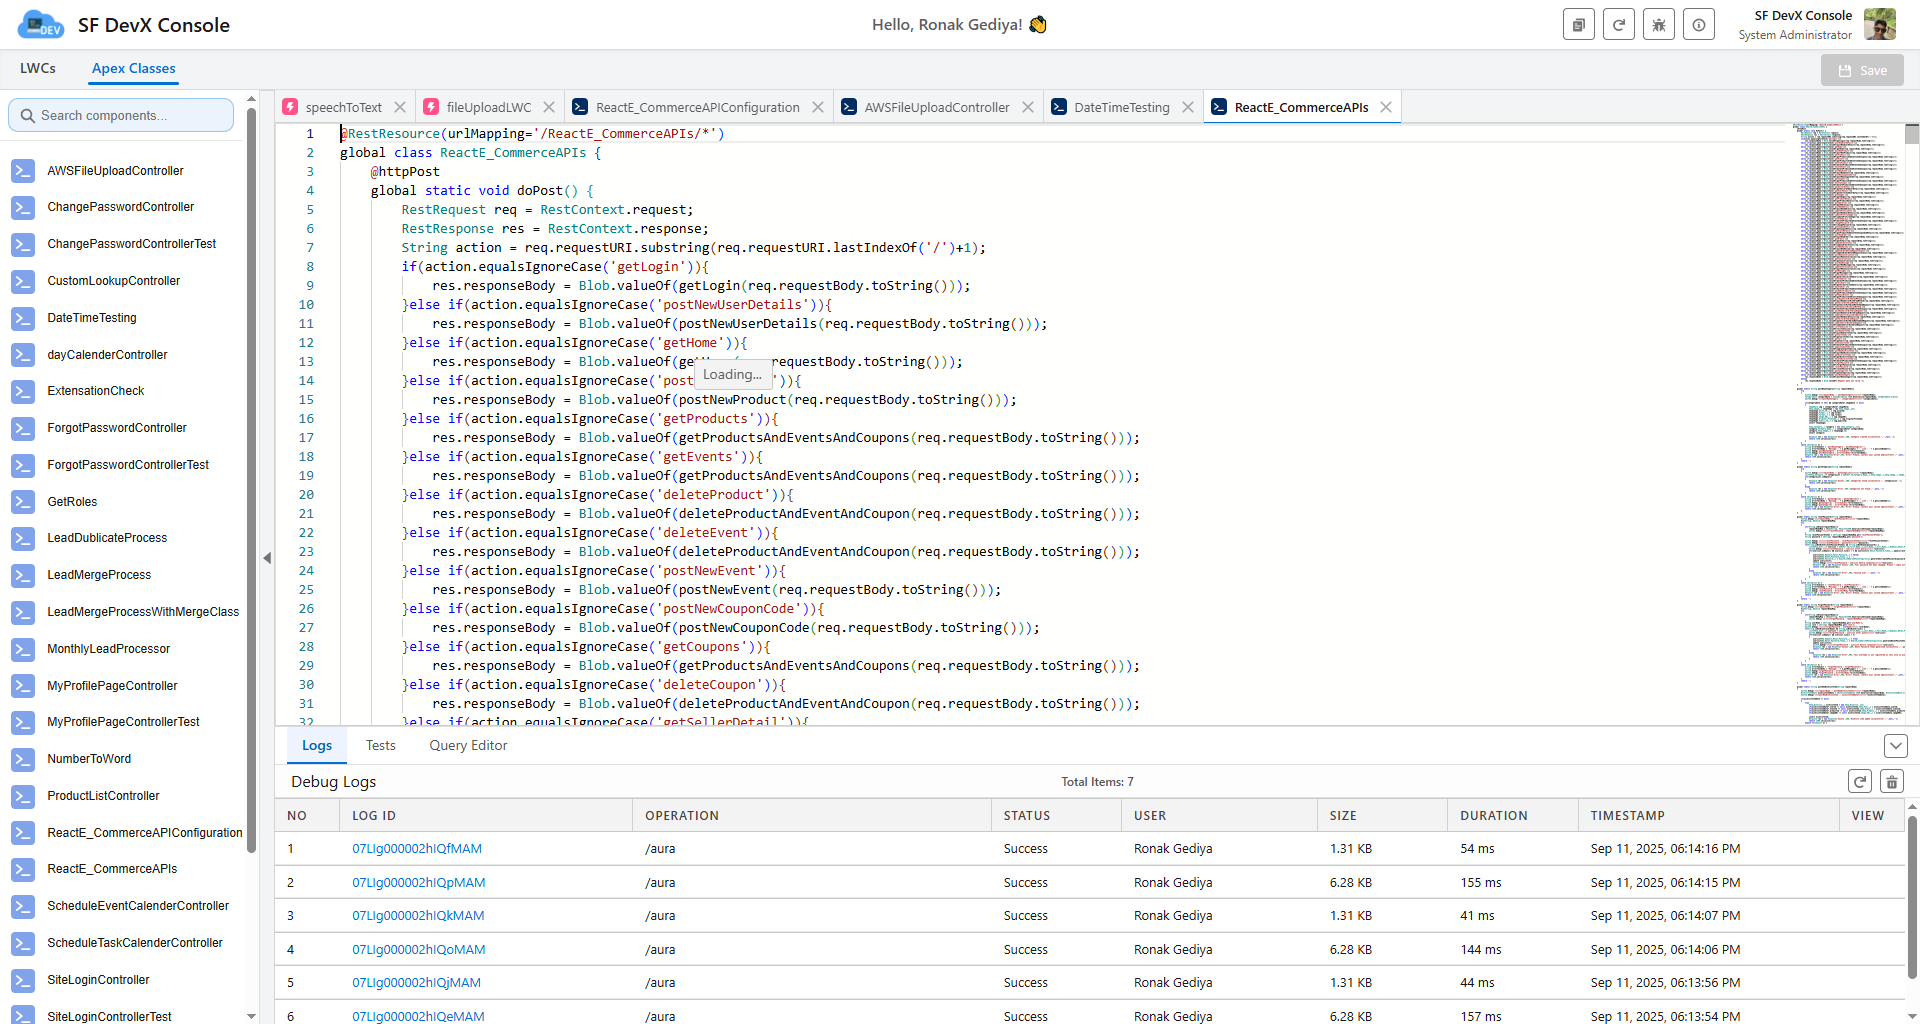 DEV
SF DevX Console
Hello, Ronak Gediya! 👋
SF DevX Console
System Administrator
LWCs
Apex Classes
Save
Search components...
AWSFileUploadController
ChangePasswordController
ChangePasswordControllerTest
CustomLookupController
DateTimeTesting
dayCalenderController
ExtensationCheck
ForgotPasswordController
ForgotPasswordControllerTest
GetRoles
LeadDublicateProcess
LeadMergeProcess
LeadMergeProcessWithMergeClass
MonthlyLeadProcessor
MyProfilePageController
MyProfilePageControllerTest
NumberToWord
ProductListController
ReactE_CommerceAPIConfiguration
ReactE_CommerceAPIs
ScheduleEventCalenderController
ScheduleTaskCalenderController
SiteLoginController
SiteLoginControllerTest
speechToText
fileUploadLWC
ReactE_CommerceAPIConfiguration
AWSFileUploadController
DateTimeTesting
ReactE_CommerceAPIs
1 @RestResource(urlMapping='/ReactE_CommerceAPIs/*')
2 global class ReactE_CommerceAPIs {
3 @httpPost
4 global static void doPost() {
5 RestRequest req = RestContext.request;
6 RestResponse res = RestContext.response;
7 String action = req.requestURI.substring(req.requestURI.lastIndexOf('/')+1);
8 if(action.equalsIgnoreCase('getLogin')){
9 res.responseBody = Blob.valueOf(getLogin(req.requestBody.toString()));
10 }else if(action.equalsIgnoreCase('postNewUserDetails')){
11 res.responseBody = Blob.valueOf(postNewUserDetails(req.requestBody.toString()));
12 }else if(action.equalsIgnoreCase('getHome')){
13 res.responseBody = Blob.valueOf( requestBody.toString()));
Loading...
14 }else if(action.equalsIgnoreCase('post ')){
15 res.responseBody = Blob.valueOf(postNewProduct(req.requestBody.toString()));
16 }else if(action.equalsIgnoreCase('getProducts')){
17 res.responseBody = Blob.valueOf(getProductsAndEventsAndCoupons(req.requestBody.toString()));
18 }else if(action.equalsIgnoreCase('getEvents')){
19 res.responseBody = Blob.valueOf(getProductsAndEventsAndCoupons(req.requestBody.toString()));
20 }else if(action.equalsIgnoreCase('deleteProduct')){
21 res.responseBody = Blob.valueOf(deleteProductAndEventAndCoupon(req.requestBody.toString()));
22 }else if(action.equalsIgnoreCase('deleteEvent')){
23 res.responseBody = Blob.valueOf(deleteProductAndEventAndCoupon(req.requestBody.toString()));
24 }else if(action.equalsIgnoreCase('postNewEvent')){
25 res.responseBody = Blob.valueOf(postNewEvent(req.requestBody.toString()));
26 }else if(action.equalsIgnoreCase('postNewCouponCode')){
27 res.responseBody = Blob.valueOf(postNewCouponCode(req.requestBody.toString()));
28 }else if(action.equalsIgnoreCase('getCoupons')){
29 res.responseBody = Blob.valueOf(getProductsAndEventsAndCoupons(req.requestBody.toString()));
30 }else if(action.equalsIgnoreCase('deleteCoupon')){
31 res.responseBody = Blob.valueOf(deleteProductAndEventAndCoupon(req.requestBody.toString()));
32 }else if(action.equalsIgnoreCase('getSellerDetail')){
Logs
Tests
Query Editor
Debug Logs
Total Items: 7
NO LOG ID OPERATION STATUS USER SIZE DURATION TIMESTAMP VIEW
1 07LIg000002hIQfMAM /aura Success Ronak Gediya 1.31 KB 54 ms Sep 11, 2025, 06:14:16 PM
2 07LIg000002hIQpMAM /aura Success Ronak Gediya 6.28 KB 155 ms Sep 11, 2025, 06:14:15 PM
3 07LIg000002hIQkMAM /aura Success Ronak Gediya 1.31 KB 41 ms Sep 11, 2025, 06:14:07 PM
4 07LIg000002hIQoMAM /aura Success Ronak Gediya 6.28 KB 144 ms Sep 11, 2025, 06:14:06 PM
5 07LIg000002hIQjMAM /aura Success Ronak Gediya 1.31 KB 44 ms Sep 11, 2025, 06:13:56 PM
6 07LIg000002hIQeMAM /aura Success Ronak Gediya 6.28 KB 157 ms Sep 11, 2025, 06:13:54 PM